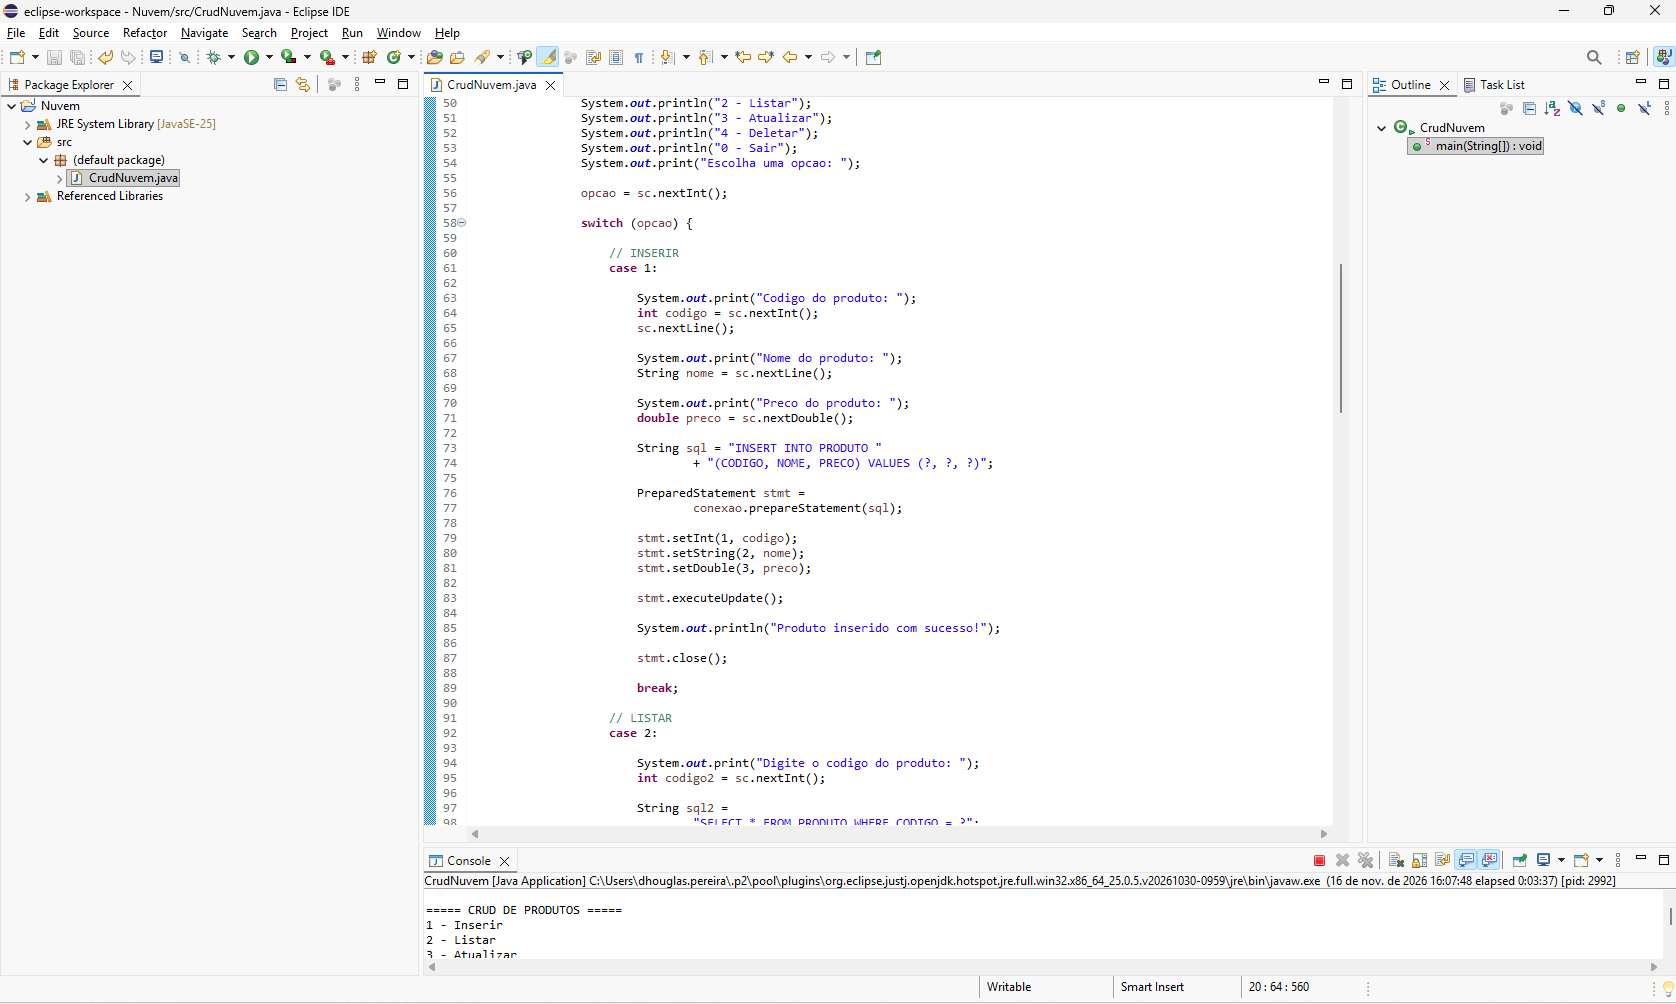 eclipse-workspace - Nuvem/src/CrudNuvem.java - Eclipse IDE
File Edit Source Refactor Navigate Search Project Run Window Help
Package Explorer
Nuvem
JRE System Library [JavaSE-25]
src
(default package)
CrudNuvem.java
Referenced Libraries
CrudNuvem.java
50 System.out.println("2 - Listar");
51 System.out.println("3 - Atualizar");
52 System.out.println("4 - Deletar");
53 System.out.println("0 - Sair");
54 System.out.print("Escolha uma opcao: ");
55
56 opcao = sc.nextInt();
57
58 switch (opcao) {
59
60 // INSERIR
61 case 1:
62
63 System.out.print("Codigo do produto: ");
64 int codigo = sc.nextInt();
65 sc.nextLine();
66
67 System.out.print("Nome do produto: ");
68 String nome = sc.nextLine();
69
70 System.out.print("Preco do produto: ");
71 double preco = sc.nextDouble();
72
73 String sql = "INSERT INTO PRODUTO "
74 + "(CODIGO, NOME, PRECO) VALUES (?, ?, ?)";
75
76 PreparedStatement stmt =
77 conexao.prepareStatement(sql);
78
79 stmt.setInt(1, codigo);
80 stmt.setString(2, nome);
81 stmt.setDouble(3, preco);
82
83 stmt.executeUpdate();
84
85 System.out.println("Produto inserido com sucesso!");
86
87 stmt.close();
88
89 break;
90
91 // LISTAR
92 case 2:
93
94 System.out.print("Digite o codigo do produto: ");
95 int codigo2 = sc.nextInt();
96
97 String sql2 =
98 "SELECT * FROM PRODUTO WHERE CODIGO = ?";
Outline
Task List
CrudNuvem
main(String[]) : void
Console
CrudNuvem [Java Application] C:\Users\dhouglas.pereira\.p2\pool\plugins\org.eclipse.justj.openjdk.hotspot.jre.full.win32.x86_64_25.0.5.v20261030-0959\jre\bin\javaw.exe (16 de nov. de 2026 16:07:48 elapsed 0:03:37) [pid: 2992]
===== CRUD DE PRODUTOS =====
1 - Inserir
2 - Listar
3 - Atualizar
Writable
Smart Insert
20 : 64 : 560